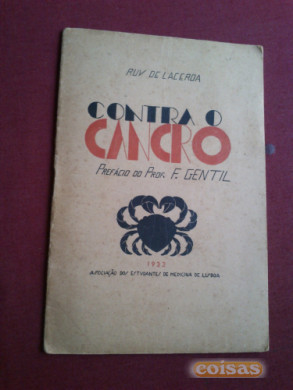 RUY DE LACERDA
CONTRA O
CANCRO
PREFÁCIO DO PROF. F. GENTIL
1933
ASSOCIAÇÃO DOS ESTUDANTES DE MEDICINA DE LISBOA
coisas